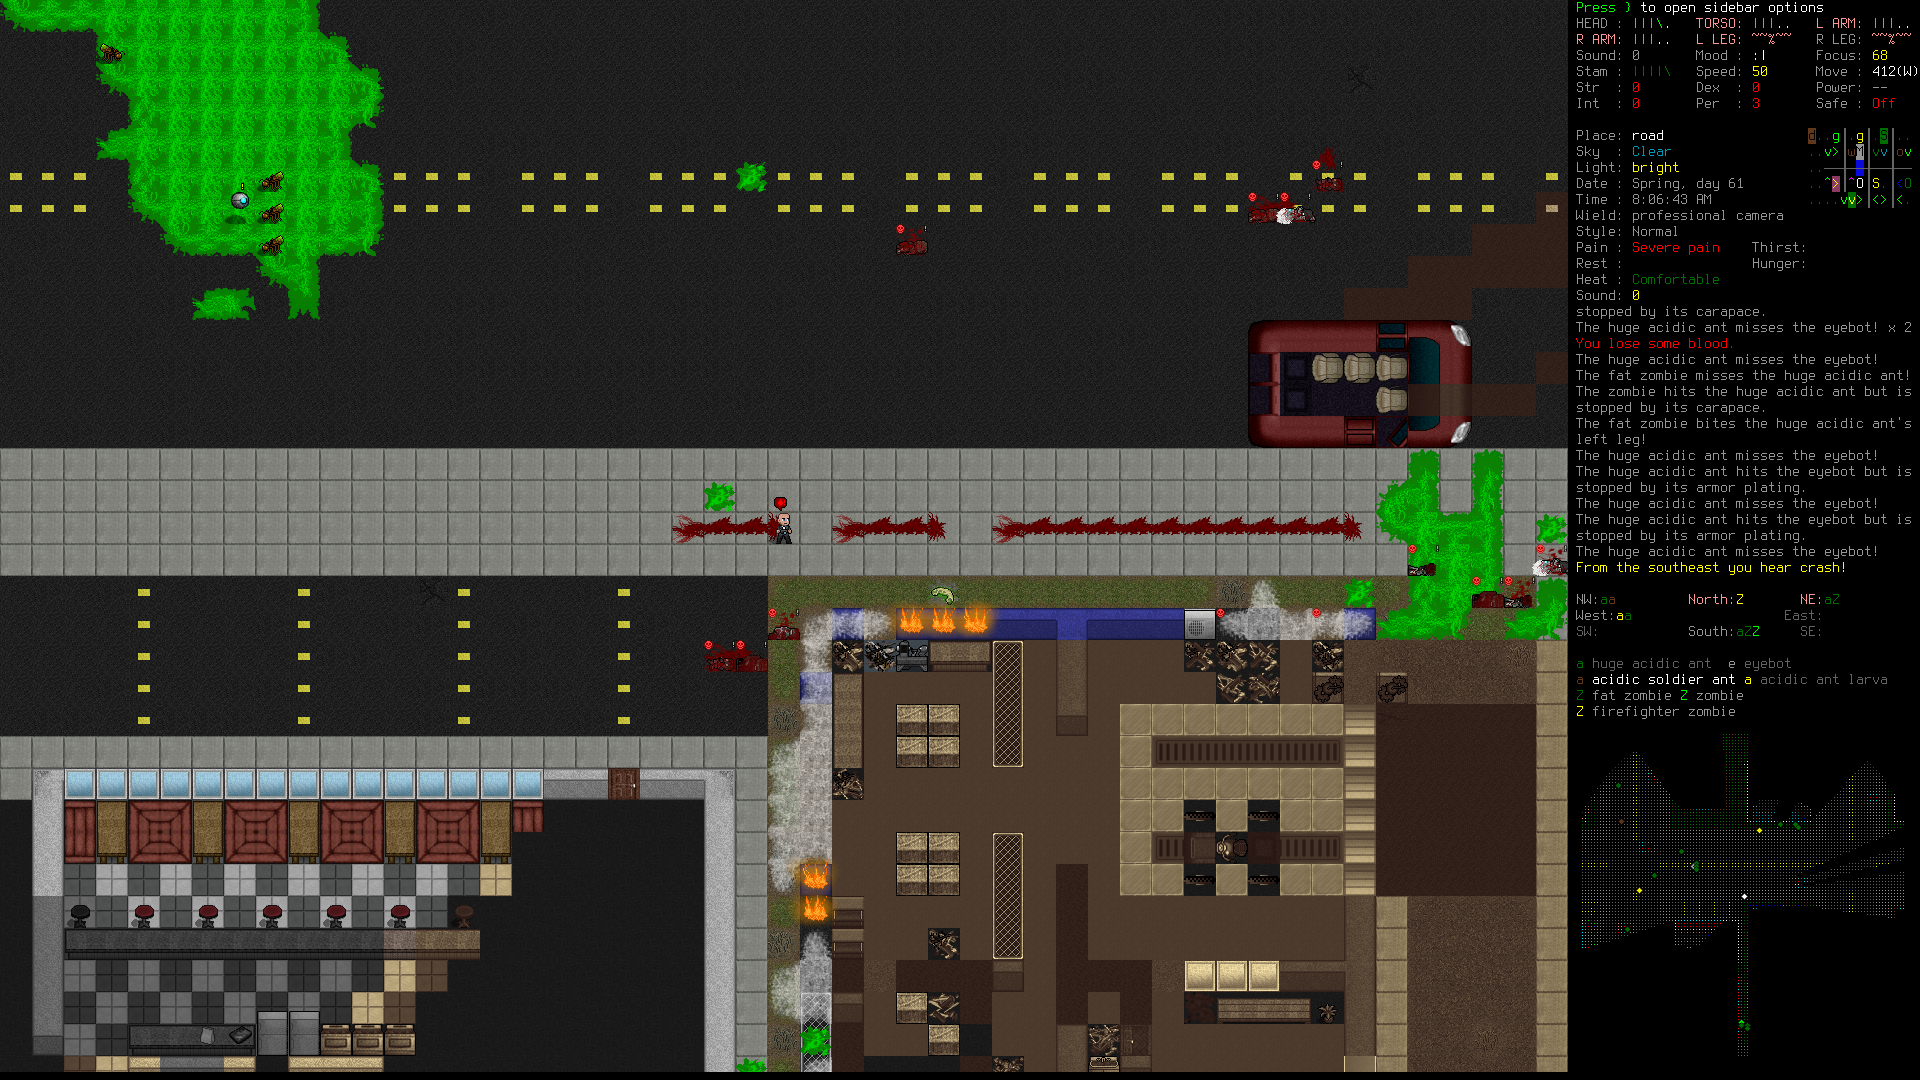 Press } to open sidebar options
HEAD : |||\. TORSO: |||.. L ARM: |||..
R ARM: |||.. L LEG: ~~%~~ R LEG: ~~%~~
Sound: 0 Mood : :| Focus: 68
Stam : ||||\ Speed: 50 Move : 412(W)
Str : 0 Dex : 0 Power: --
Int : 0 Per : 3 Safe : Off
Place: road
Sky : Clear
Light: bright
Date : Spring, day 61
Time : 8:06:43 AM
Wield: professional camera
Style: Normal
Pain : Severe pain Thirst:
Rest : Hunger:
Heat : Comfortable
Sound: 0
stopped by its carapace.
The huge acidic ant misses the eyebot! x 2
You lose some blood.
The huge acidic ant misses the eyebot!
The fat zombie misses the huge acidic ant!
The zombie hits the huge acidic ant but is
stopped by its carapace.
The fat zombie bites the huge acidic ant's
left leg!
The huge acidic ant misses the eyebot!
The huge acidic ant hits the eyebot but is
stopped by its armor plating.
The huge acidic ant misses the eyebot!
The huge acidic ant hits the eyebot but is
stopped by its armor plating.
The huge acidic ant misses the eyebot!
From the southeast you hear crash!
NW:aa North:Z NE:aZ
West:aa East:
SW: South:aZZ SE:
a huge acidic ant e eyebot
a acidic soldier ant a acidic ant larva
Z fat zombie Z zombie
Z firefighter zombie